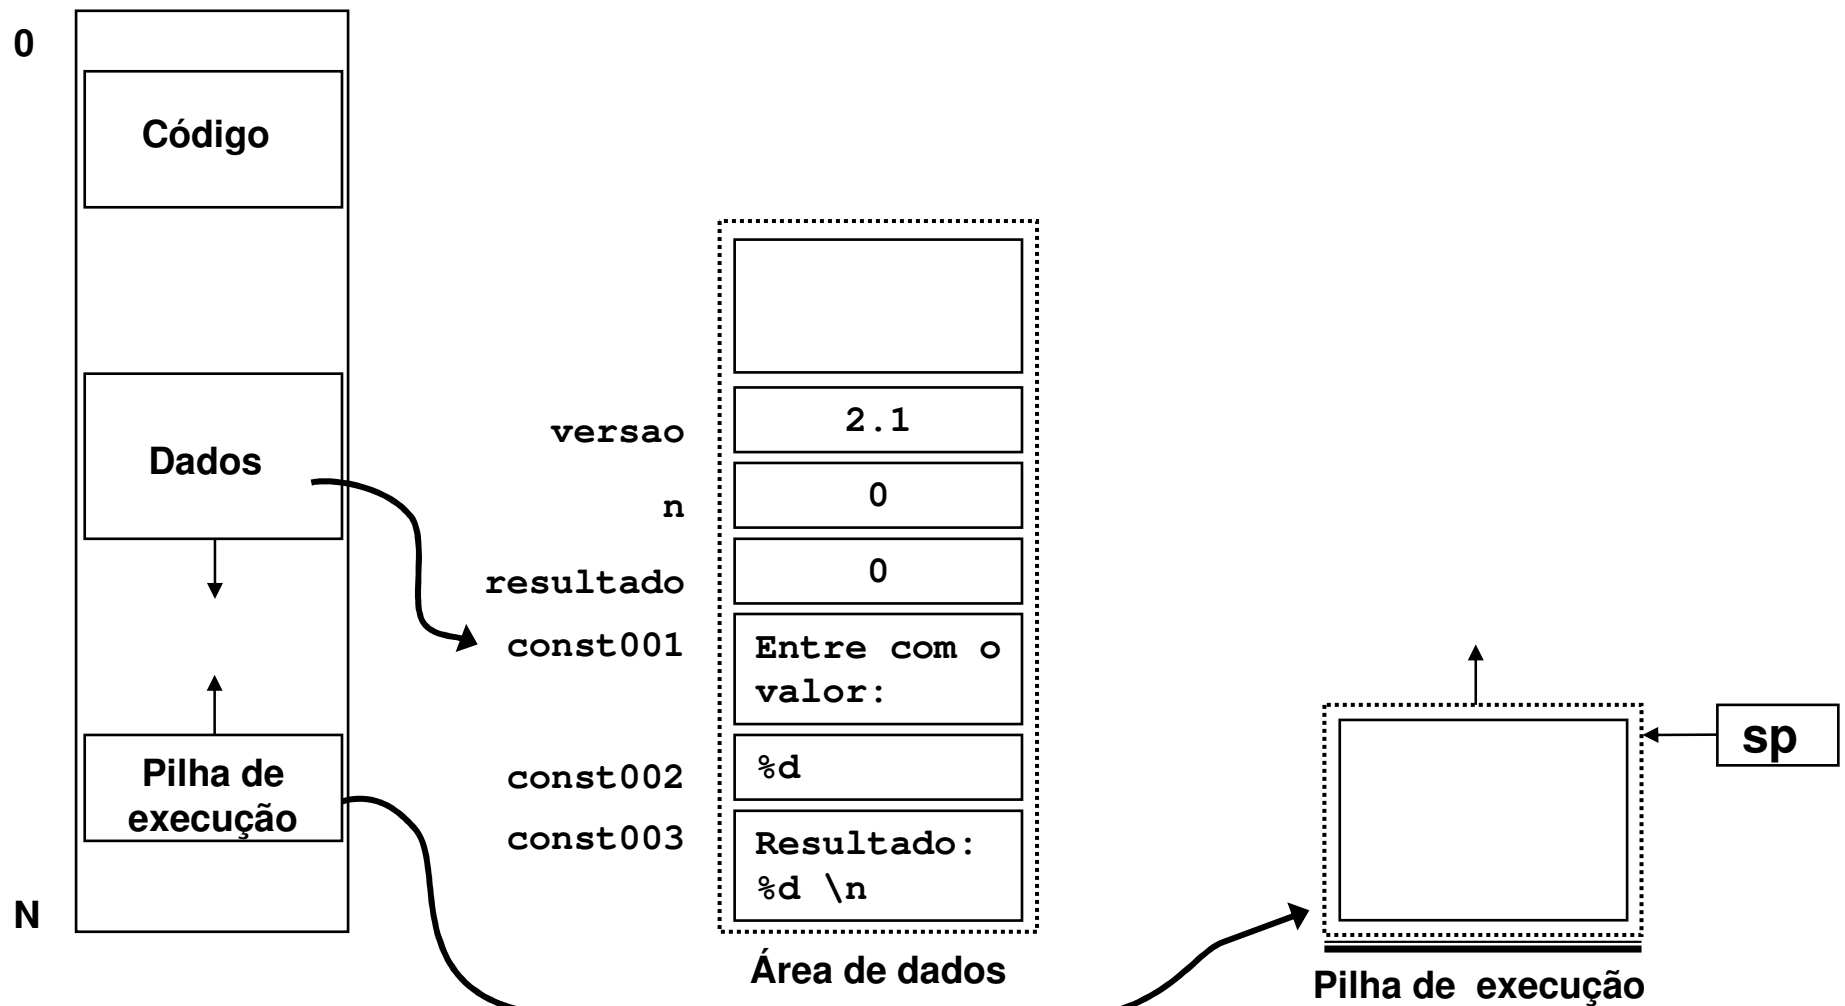 0
Código
Dados
Pilha de
execução
N
versao
2.1
n
0
resultado
0
const001
Entre com o
valor:
const002
%d
const003
Resultado:
%d \n
Área de dados
sp
Pilha de execução